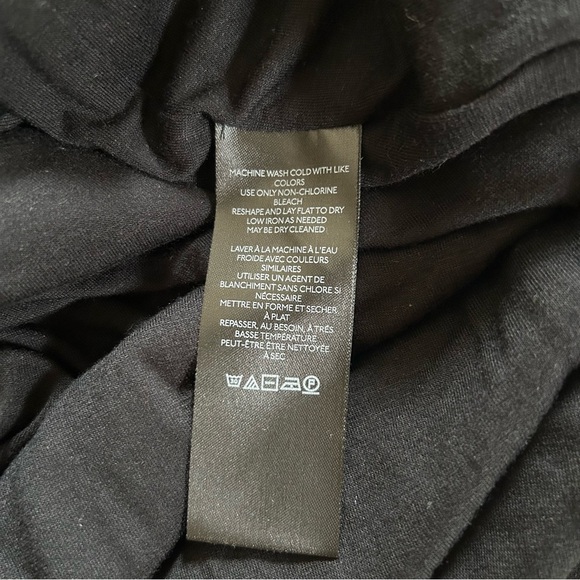 MACHINE WASH COLD WITH LIKE
COLORS
USE ONLY NON-CHLORINE
BLEACH
RESHAPE AND LAY FLAT TO DRY
LOW IRON AS NEEDED
MAY BE DRY CLEANED
LAVER À LA MACHINE À L'EAU
FROIDE AVEC COULEURS
SIMILAIRES
UTILISER UN AGENT DE
BLANCHIMENT SANS CHLORE SI
NÉCESSAIRE
METTRE EN FORME ET SÉCHER
À PLAT
REPASSER, AU BESOIN, À TRÈS
BASSE TEMPÉRATURE
PEUT-ÊTRE ÊTRE NETTOYÉE
À SEC
30 P